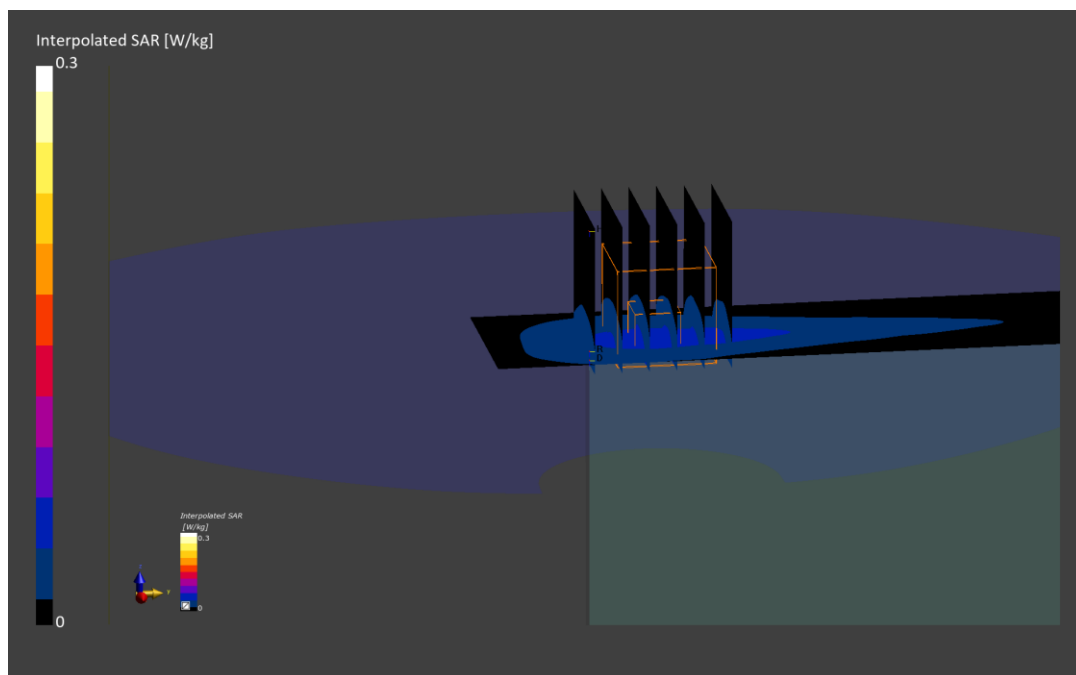 Interpolated SAR [W/kg]
0.3
0
Interpolated SAR
[W/kg]
0.3
0
Y